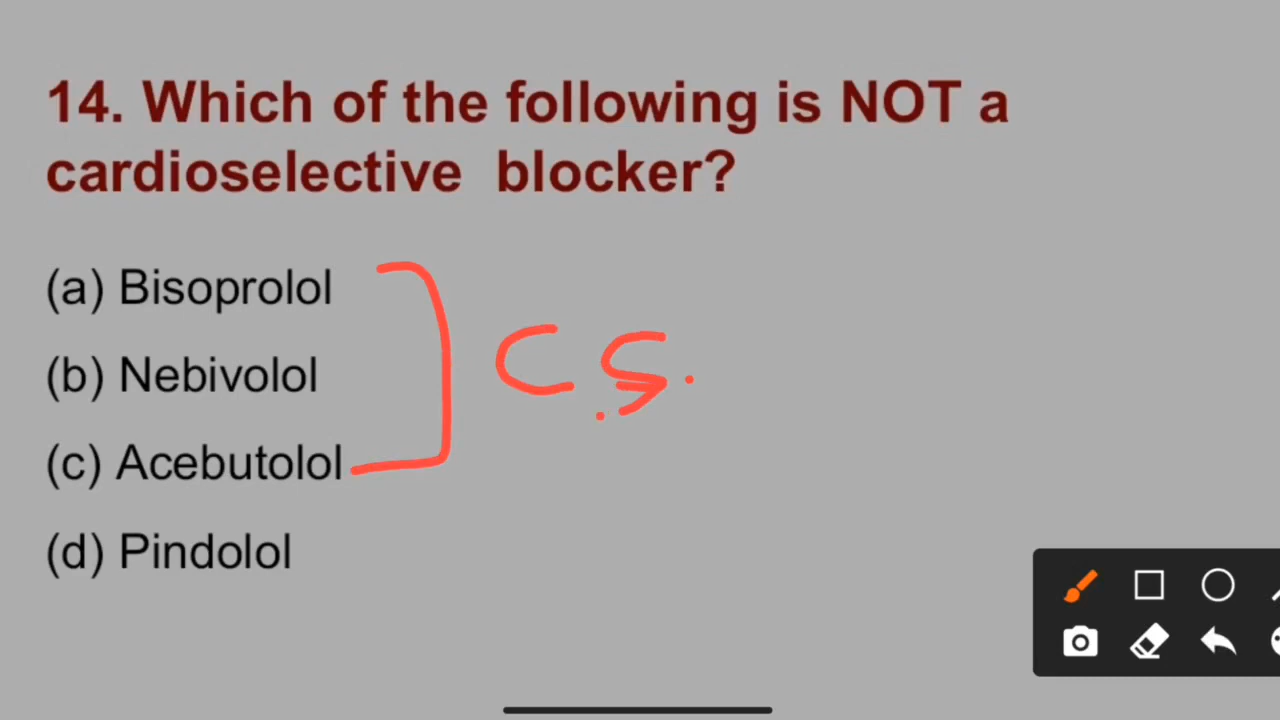 14. Which of the following is NOT a
cardioselective blocker?
(a) Bisoprolol
(b) Nebivolol
(c) Acebutolol
C.S.
(d) Pindolol